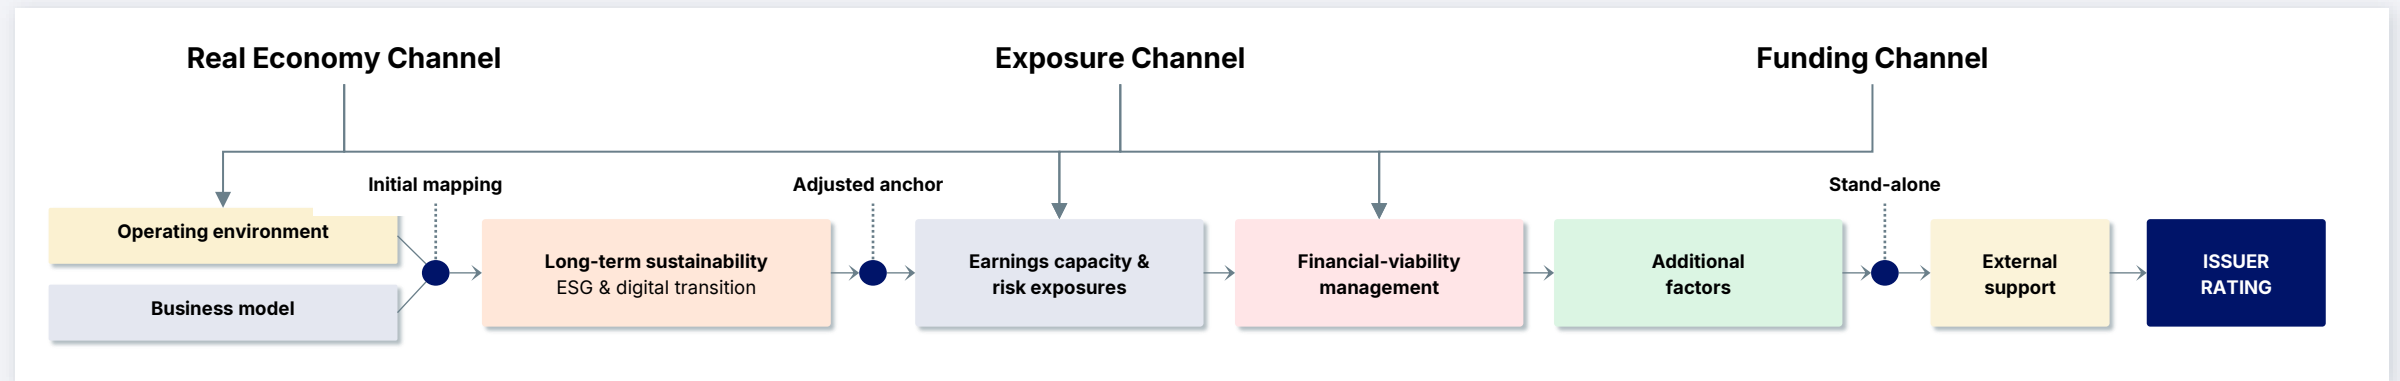 Real Economy Channel
Exposure Channel
Funding Channel
Initial mapping
Adjusted anchor
Stand-alone
Operating environment
Business model
Long-term sustainability
ESG & digital transition
Earnings capacity &
risk exposures
Financial-viability
management
Additional
factors
External
support
ISSUER
RATING